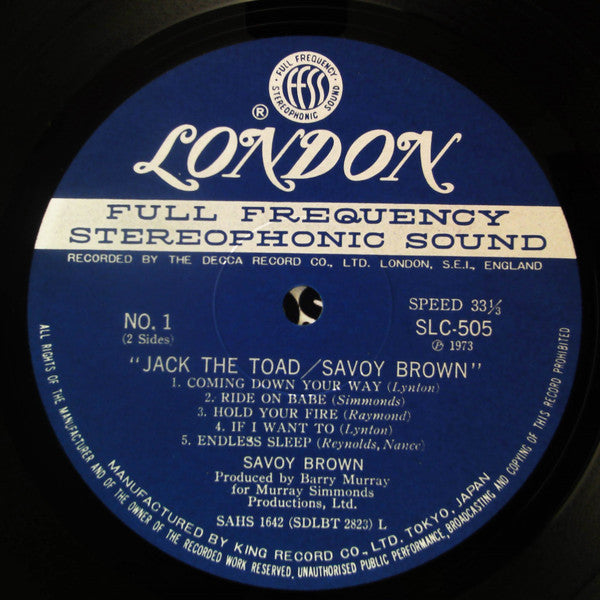 · FULL FREQUENCY ·
STEREOPHONIC SOUND
ffss
®
LONDON
FULL FREQUENCY
STEREOPHONIC SOUND
RECORDED BY THE DECCA RECORD CO., LTD. LONDON, S.E.I., ENGLAND
NO. 1
(2 Sides)
SPEED 33⅓
SLC-505
℗ 1973
"JACK THE TOAD/SAVOY BROWN"
1. COMING DOWN YOUR WAY (Lynton)
2. RIDE ON BABE (Simmonds)
3. HOLD YOUR FIRE (Raymond)
4. IF I WANT TO (Lynton)
5. ENDLESS SLEEP (Reynolds, Nance)
SAVOY BROWN
Produced by Barry Murray
for Murray Simmonds
Productions, Ltd.
SAHS 1642 (SDLBT 2823) L
MANUFACTURED BY KING RECORD CO., LTD. TOKYO, JAPAN
ALL RIGHTS OF THE MANUFACTURER AND OF THE OWNER OF THE RECORDED WORK RESERVED. UNAUTHORISED PUBLIC PERFORMANCE, BROADCASTING AND COPYING OF THIS RECORD PROHIBITED